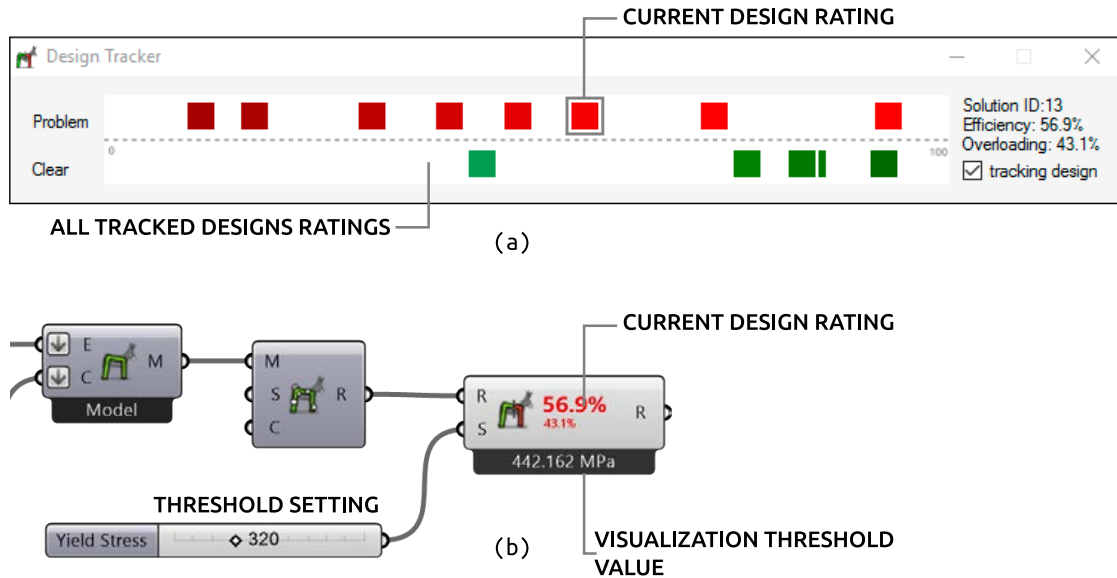 CURRENT DESIGN RATING
Design Tracker
Problem
Clear
0
100
Solution ID:13
Efficiency: 56.9%
Overloading: 43.1%
tracking design
ALL TRACKED DESIGNS RATINGS
(a)
CURRENT DESIGN RATING
E
C
M
Model
M
S
C
R
R
S
56.9%
43.1%
R
442.162 MPa
THRESHOLD SETTING
Yield Stress
320
(b)
VISUALIZATION THRESHOLD
VALUE